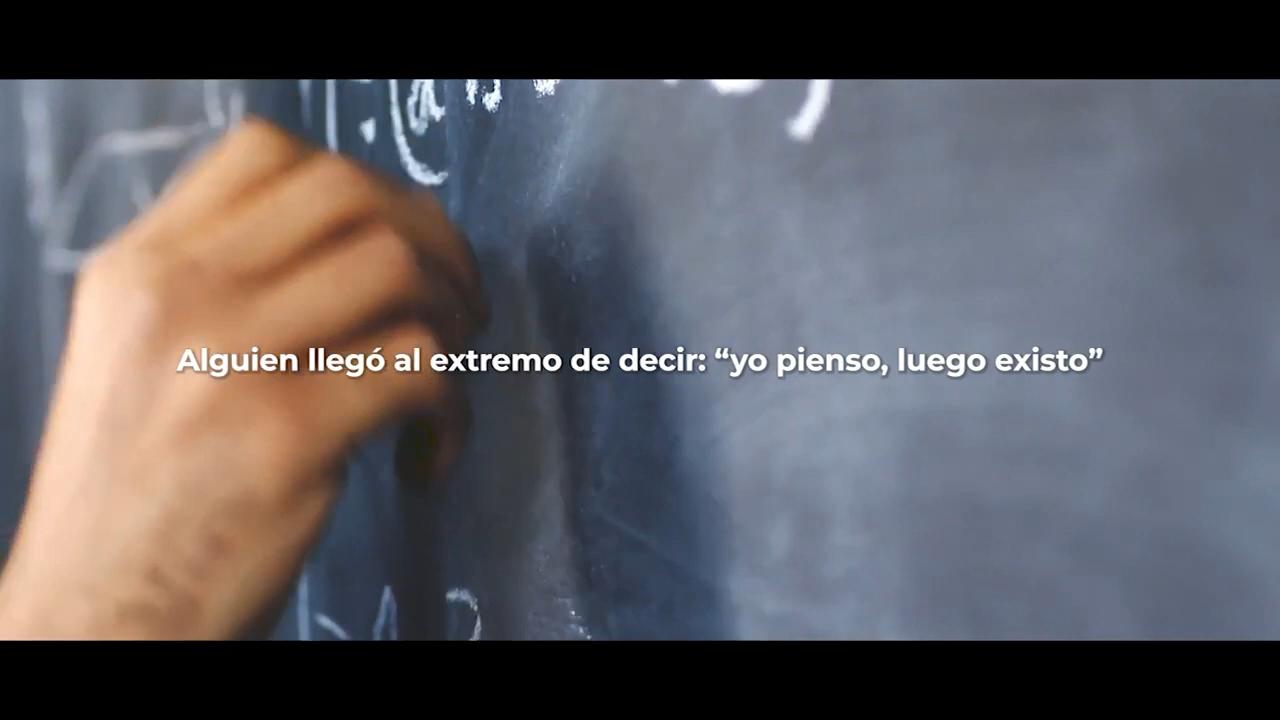 Alguien llegó al extremo de decir: “yo pienso, luego existo”